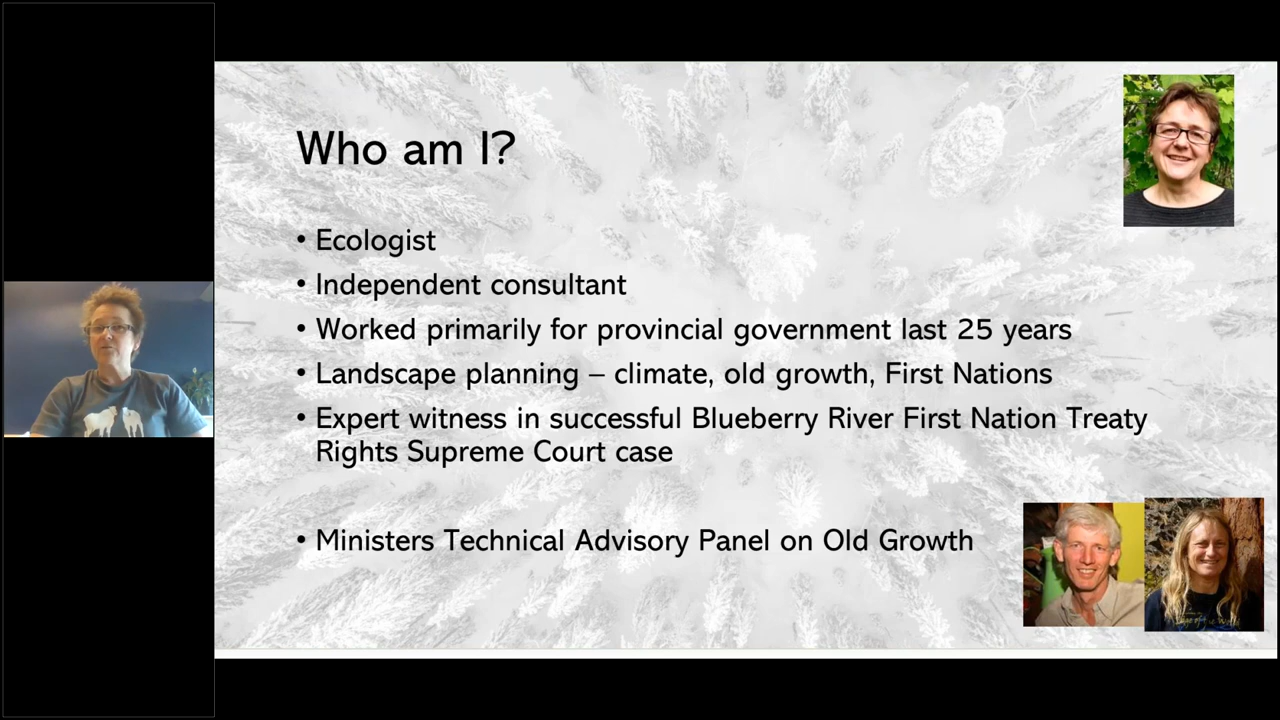 Who am I?
• Ecologist
• Independent consultant
• Worked primarily for provincial government last 25 years
• Landscape planning – climate, old growth, First Nations
• Expert witness in successful Blueberry River First Nation Treaty
Rights Supreme Court case
• Ministers Technical Advisory Panel on Old Growth